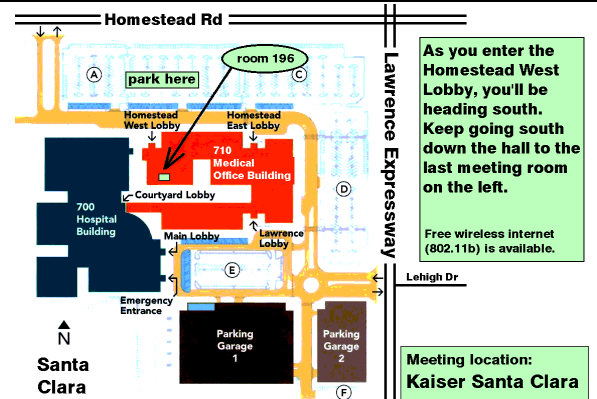 Homestead Rd
A
park here
room 196
C
Homestead
West Lobby
Homestead
East Lobby
710
Medical
Office Building
Courtyard Lobby
700
Hospital
Building
Main Lobby
Lawrence
Lobby
D
E
Emergency
Entrance
Parking
Garage
1
Parking
Garage
2
F
N
Santa
Clara
Lawrence Expressway
Lehigh Dr
As you enter the
Homestead West
Lobby, you'll be
heading south.
Keep going south
down the hall to the
last meeting room
on the left.
Free wireless internet
(802.11b) is available.
Meeting location:
Kaiser Santa Clara